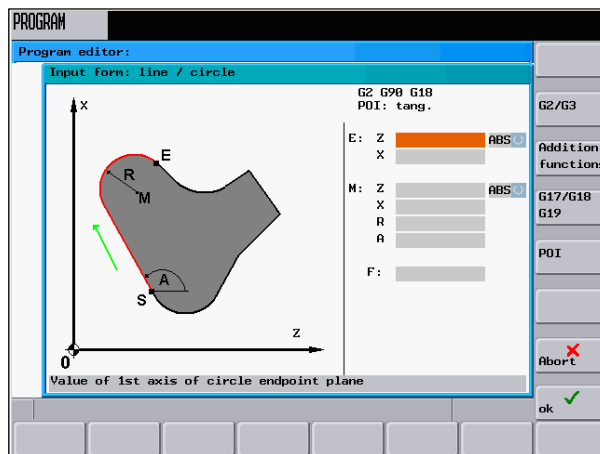 PROGRAM
Program editor:
Input form: line / circle
G2 G90 G18
POI: tang.
X
E
R
M
A
S
Z
0
E: Z ABS
X
M: Z ABS
X
R
A
F:
Value of 1st axis of circle endpoint plane
G2/G3
Addition
functions
G17/G18
G19
POI
Abort
ok